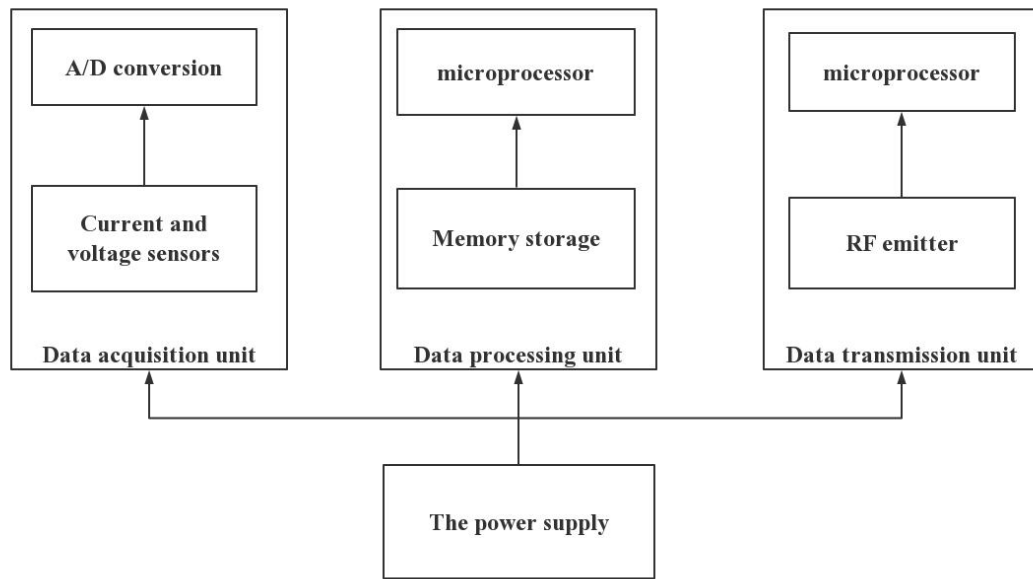 A/D conversion
Current and
voltage sensors
Data acquisition unit
microprocessor
Memory storage
Data processing unit
microprocessor
RF emitter
Data transmission unit
The power supply